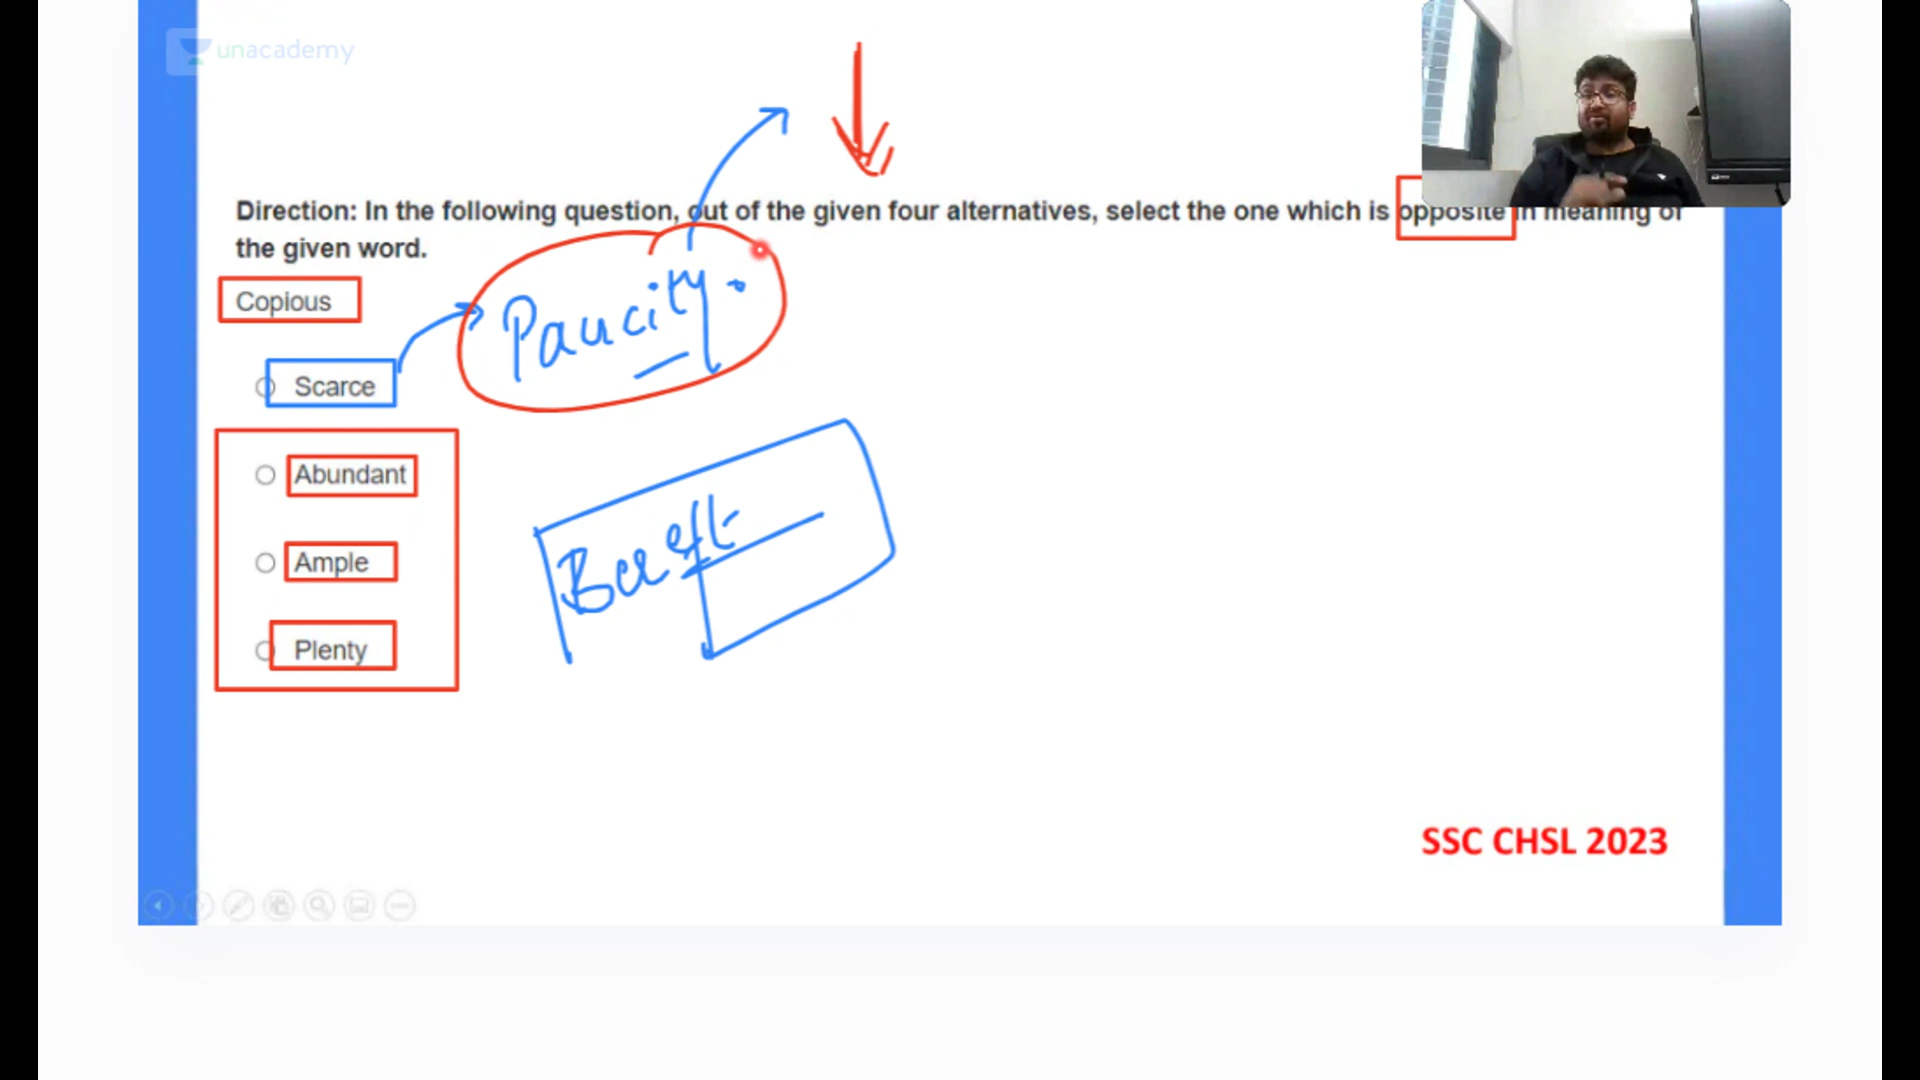 unacademy
Direction: In the following question, out of the given four alternatives, select the one which is opposite in meaning of
the given word.
Copious
Paucity.
Scarce
Abundant
Bereft
Ample
Plenty
SSC CHSL 2023